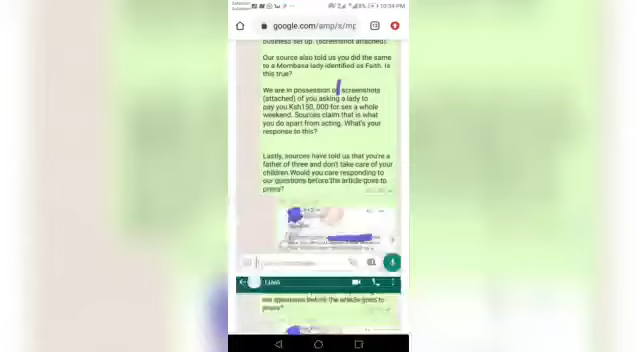 10:34 PM
google.com/amp/s/mp
business set up. (screenshot attached).
Our source also told us you did the same
to a Mombasa lady identified as Faith. Is
this true?
We are in possession of screenshots
(attached) of you asking a lady to
pay you Ksh150, 000 for sex a whole
weekend. Sources claim that is what
you do apart from acting. What's your
response to this?
Lastly, sources have told us that you're a
father of three and don't take care of your
children. Would you care responding to
our questions before the article goes to
press?
our questions before the article goes to
press?